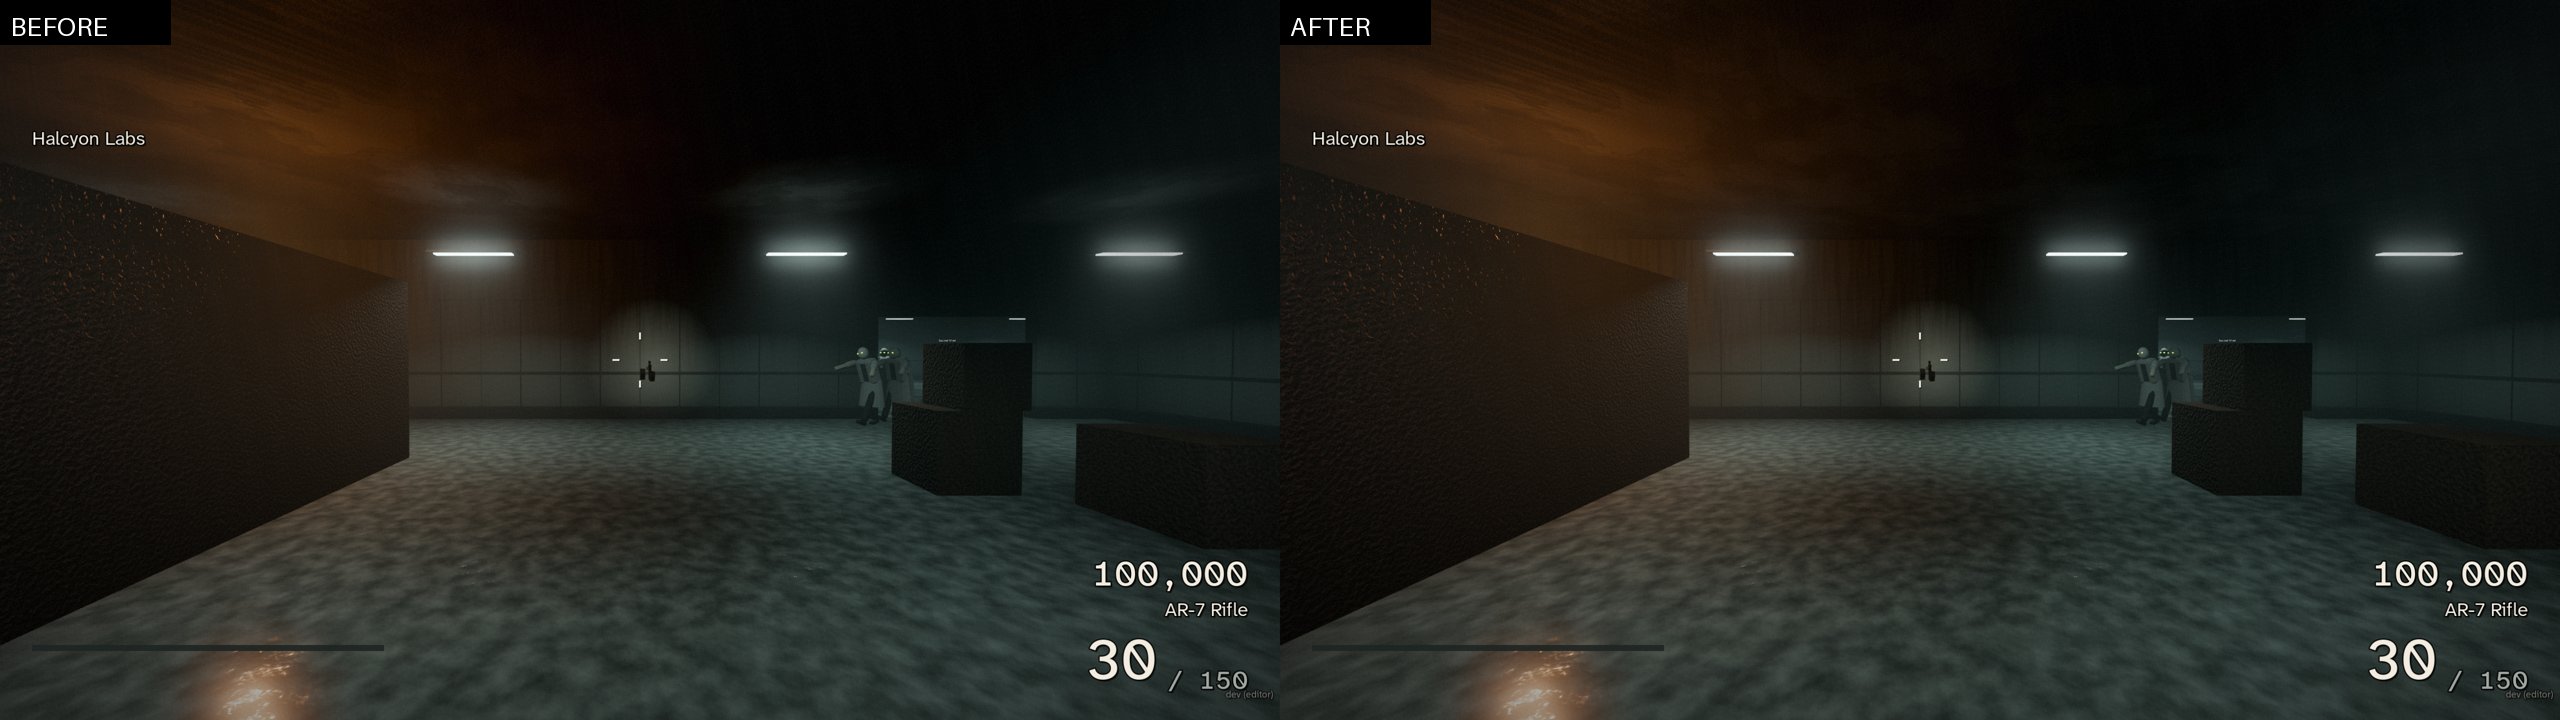 BEFORE
Halcyon Labs
100,000
AR-7 Rifle
30 / 150
dev (editor)
AFTER
Halcyon Labs
100,000
AR-7 Rifle
30 / 150
dev (editor)